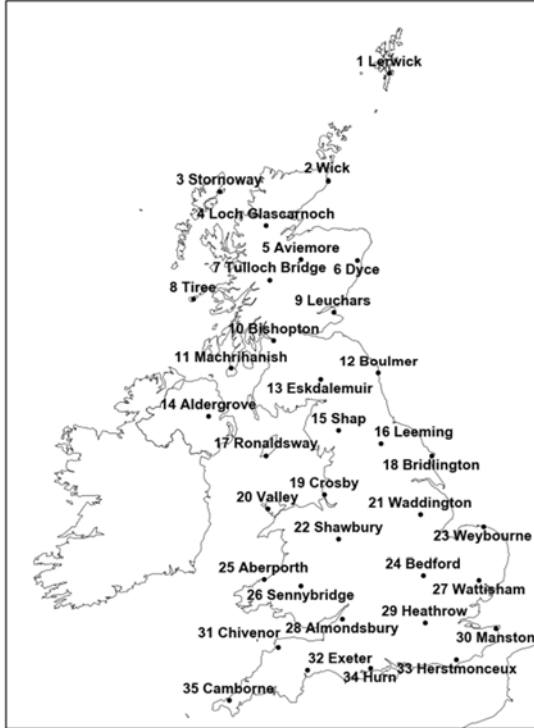 1 Lerwick
2 Wick
3 Stornoway
4 Loch Glascarnoch
5 Aviemore
6 Dyce
7 Tulloch Bridge
8 Tiree
9 Leuchars
10 Bishopton
11 Machrihanish
12 Boulmer
13 Eskdalemuir
14 Aldergrove
15 Shap
16 Leeming
17 Ronaldsway
18 Bridlington
19 Crosby
20 Valley
21 Waddington
22 Shawbury
23 Weybourne
24 Bedford
25 Aberporth
26 Sennybridge
27 Wattisham
28 Almondsbury
29 Heathrow
30 Manston
31 Chivenor
32 Exeter
33 Herstmonceux
34 Hurn
35 Camborne